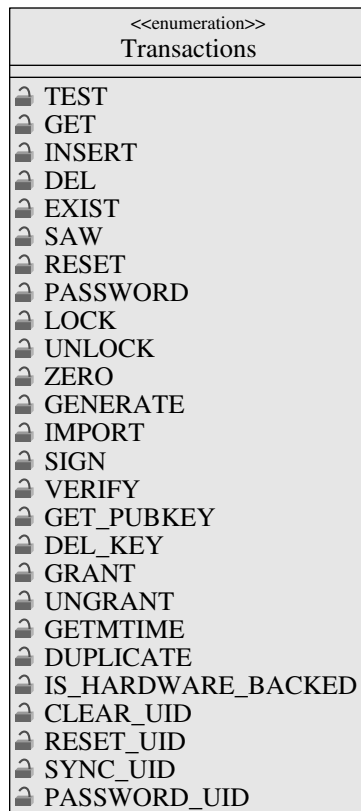 <<enumeration>>
Transactions
TEST
GET
INSERT
DEL
EXIST
SAW
RESET
PASSWORD
LOCK
UNLOCK
ZERO
GENERATE
IMPORT
SIGN
VERIFY
GET_PUBKEY
DEL_KEY
GRANT
UNGRANT
GETMTIME
DUPLICATE
IS_HARDWARE_BACKED
CLEAR_UID
RESET_UID
SYNC_UID
PASSWORD_UID